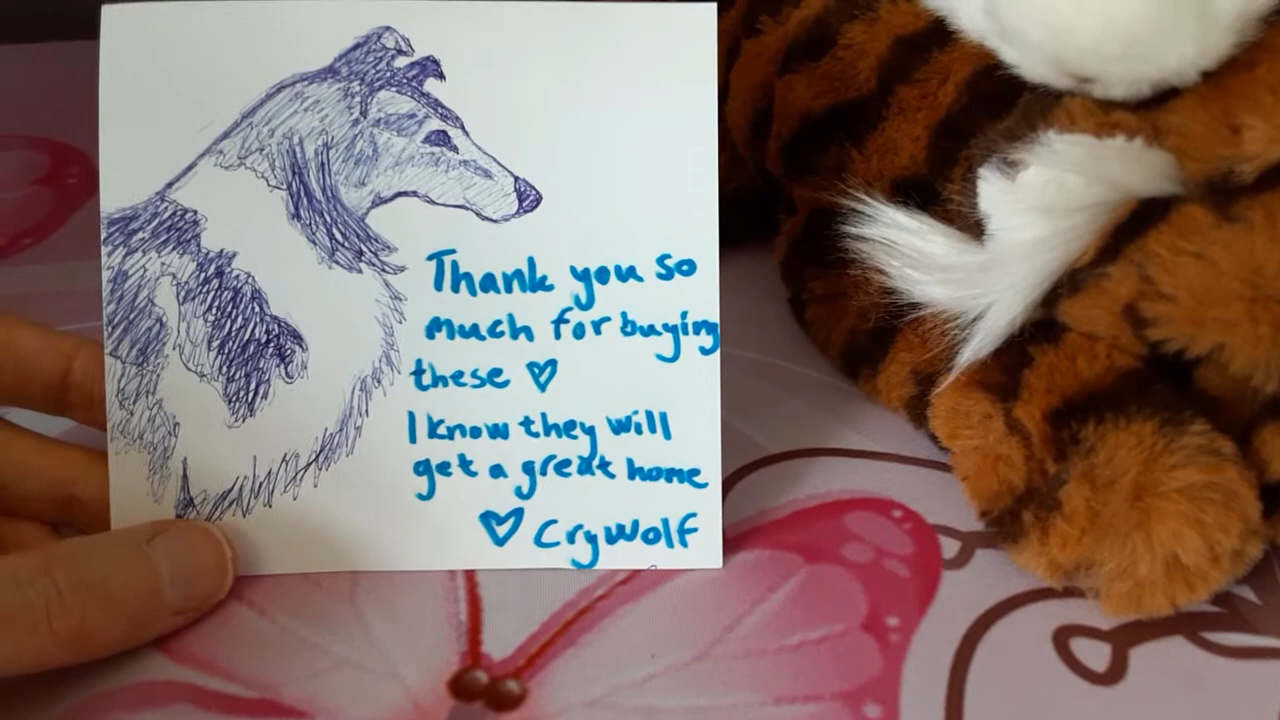 Thank you so
much for buying
these ♡
I know they will
get a great home
♡ Crywolf